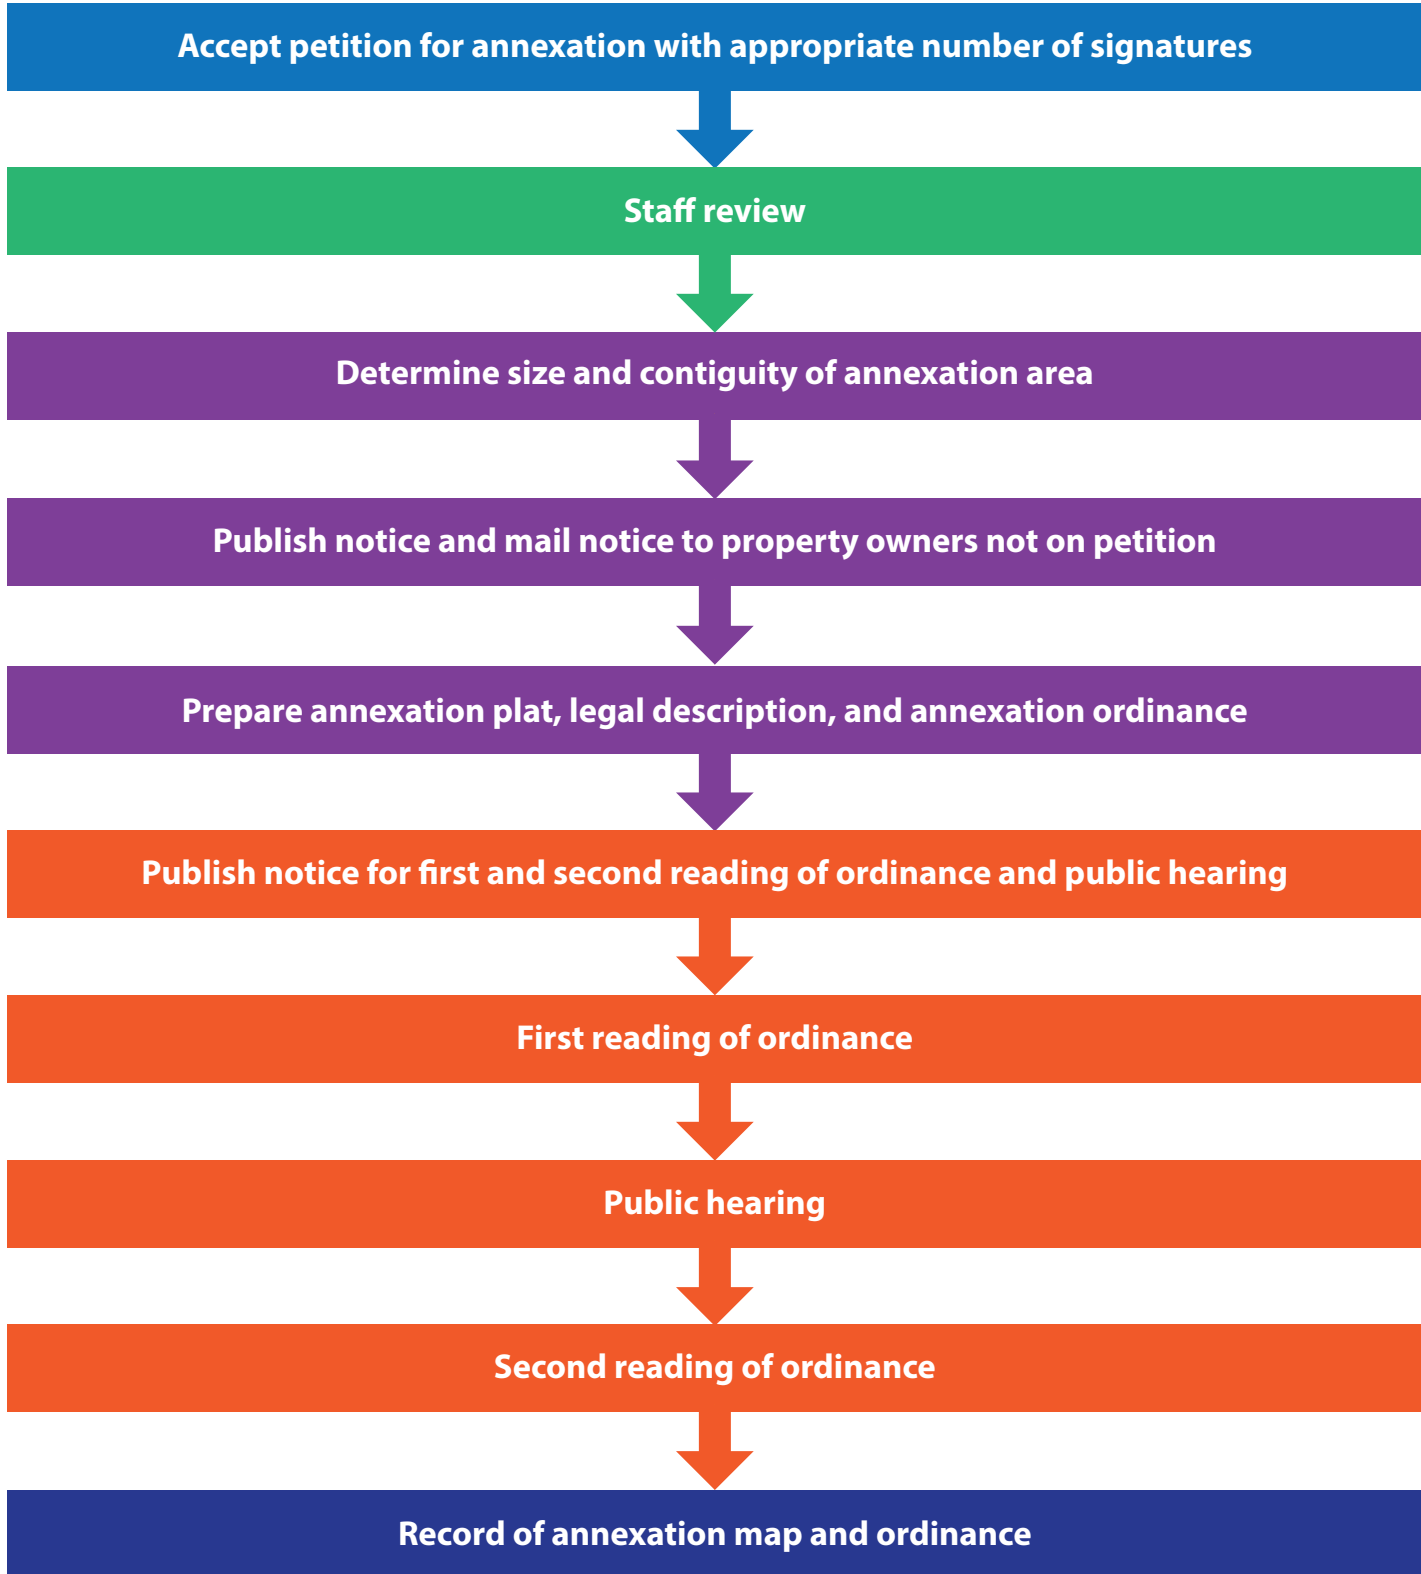 Accept petition for annexation with appropriate number of signatures
Staff review
Determine size and contiguity of annexation area
Publish notice and mail notice to property owners not on petition
Prepare annexation plat, legal description, and annexation ordinance
Publish notice for first and second reading of ordinance and public hearing
First reading of ordinance
Public hearing
Second reading of ordinance
Record of annexation map and ordinance